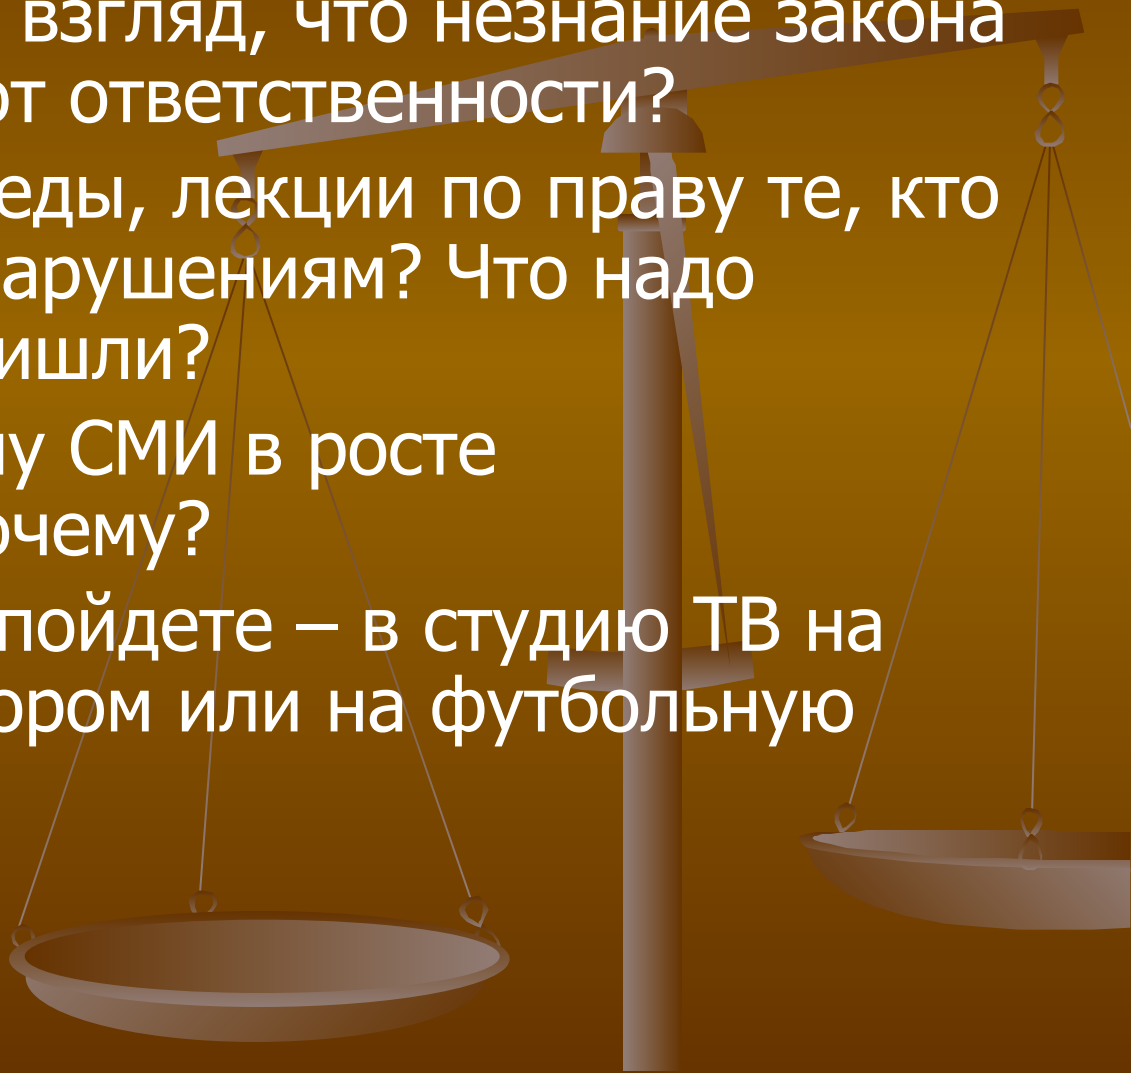 взгляд, что незнание закона
от ответственности?
еды, лекции по праву те, кто
арушениям? Что надо
ишли?
у СМИ в росте
очему?
пойдете – в студию ТВ на
ором или на футбольную